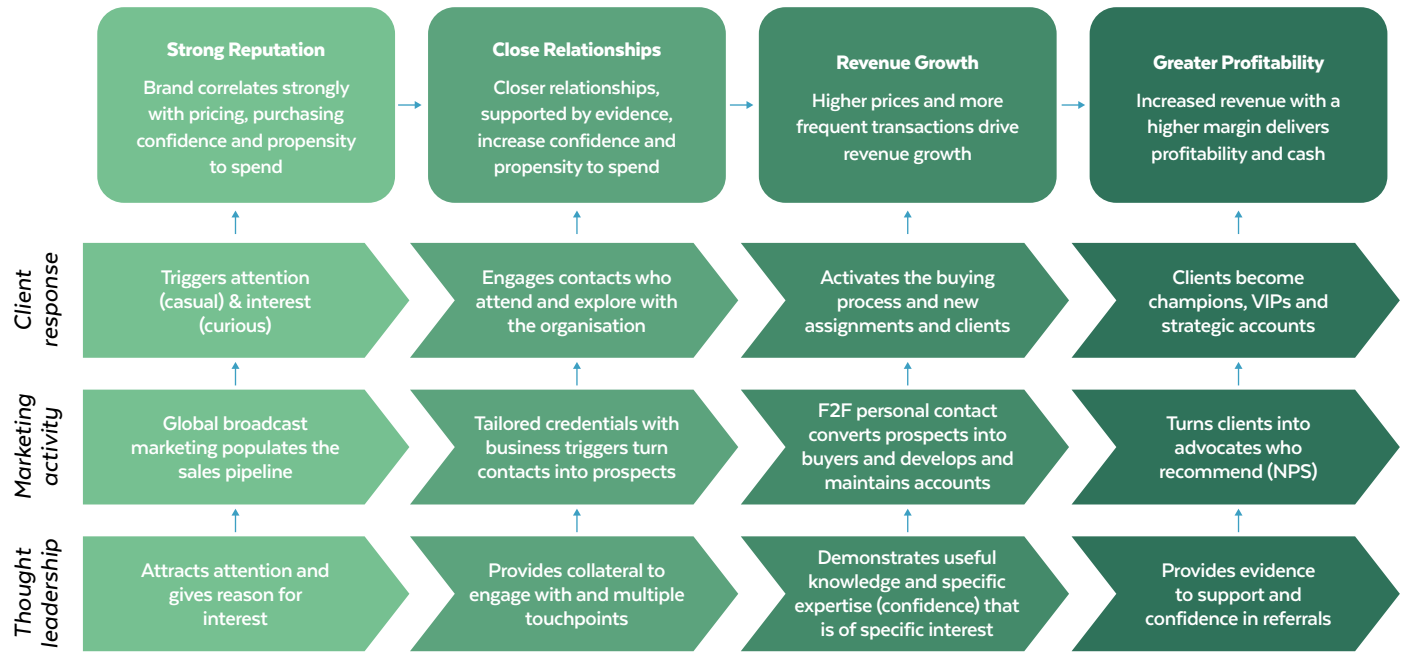 Strong Reputation
Brand correlates strongly
with pricing, purchasing
confidence and propensity
to spend
Close Relationships
Closer relationships,
supported by evidence,
increase confidence and
propensity to spend
Revenue Growth
Higher prices and more
frequent transactions drive
revenue growth
Greater Profitability
Increased revenue with a
higher margin delivers
profitability and cash
Client
response
Triggers attention
(casual) & interest
(curious)
Engages contacts who
attend and explore with
the organisation
Activates the buying
process and new
assignments and clients
Clients become
champions, VIPs and
strategic accounts
Marketing
activity
Global broadcast
marketing populates the
sales pipeline
Tailored credentials with
business triggers turn
contacts into prospects
F2F personal contact
converts prospects into
buyers and develops and
maintains accounts
Turns clients into
advocates who
recommend (NPS)
Thought
leadership
Attracts attention and
gives reason for
interest
Provides collateral to
engage with and multiple
touchpoints
Demonstrates useful
knowledge and specific
expertise (confidence) that
is of specific interest
Provides evidence
to support and
confidence in referrals